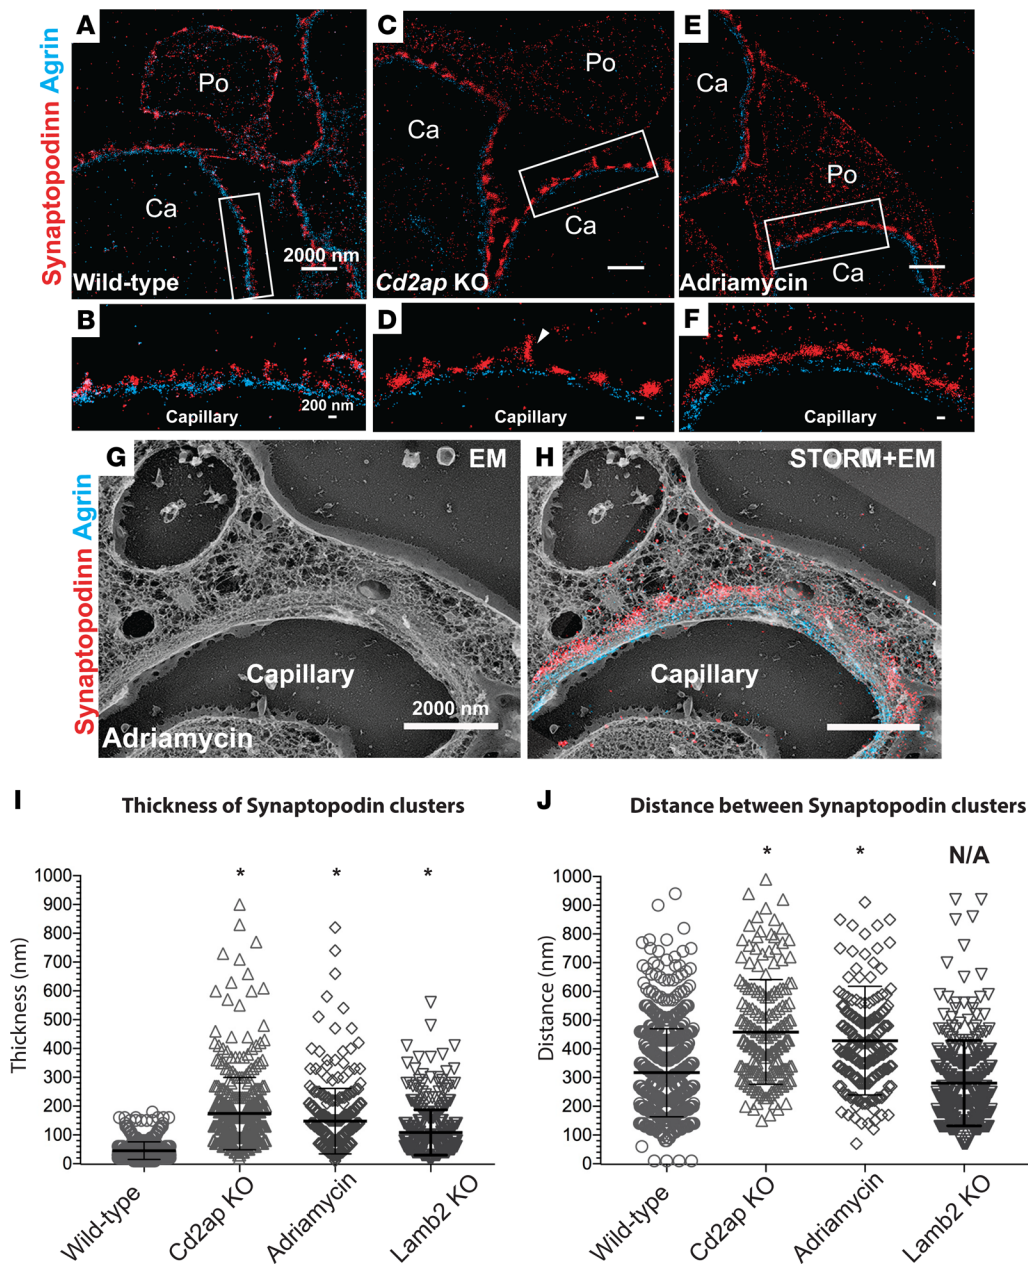 Synaptopodinn Agrin
A
Po
Ca
2000 nm
Wild-type
C
Po
Ca
Ca
Cd2ap KO
E
Ca
Po
Ca
Adriamycin
B
200 nm
Capillary
D
Capillary
F
Capillary
Synaptopodinn Agrin
G
EM
Capillary
2000 nm
Adriamycin
H
STORM+EM
Capillary
I
Thickness of Synaptopodin clusters
* * *
Thickness (nm)
1000
900
800
700
600
500
400
300
200
100
0
Wild-type
Cd2ap KO
Adriamycin
Lamb2 KO
J
Distance between Synaptopodin clusters
* * N/A
Distance (nm)
1000
900
800
700
600
500
400
300
200
100
0
Wild-type
Cd2ap KO
Adriamycin
Lamb2 KO